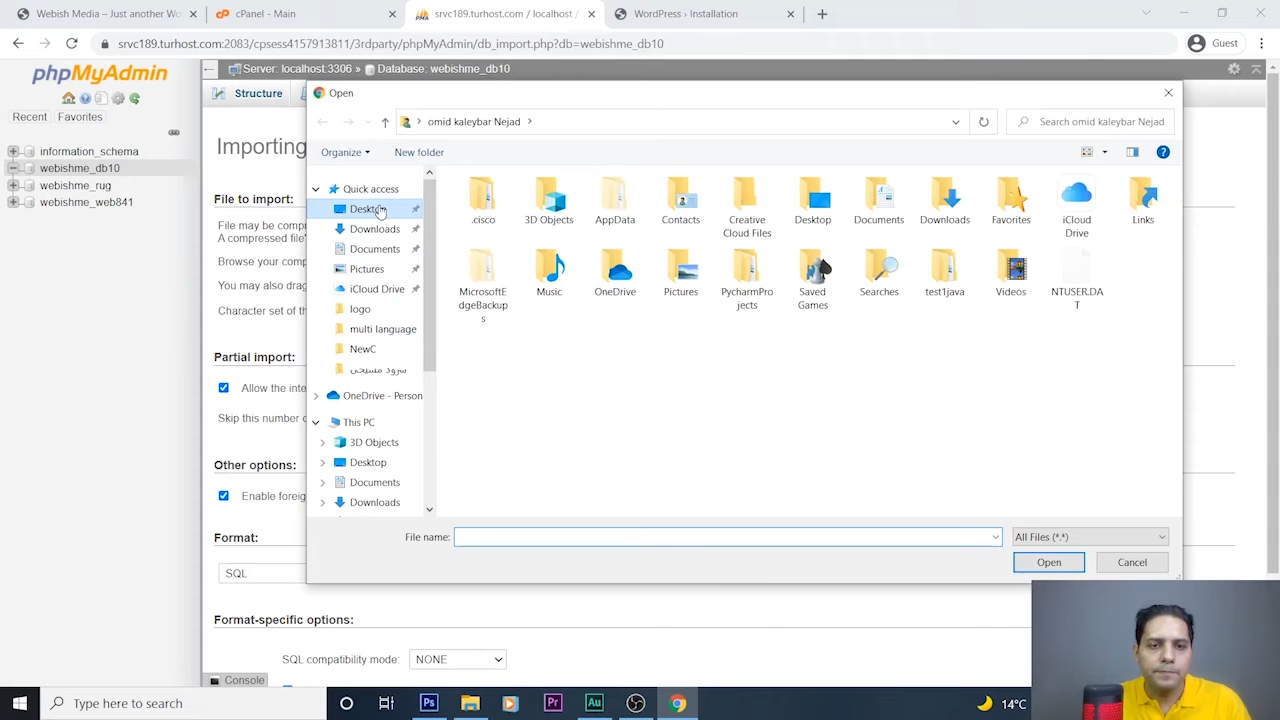 Webish Media – Just another Wo
cPanel - Main
srvc189.turhost.com / localhost /
WordPress › Installation
srvc189.turhost.com:2083/cpsess4157913811/3rdparty/phpMyAdmin/db_import.php?db=webishme_db10
Guest
phpMyAdmin
Recent
Favorites
information_schema
webishme_db10
webishme_rug
webishme_web841
Server: localhost:3306 » Database: webishme_db10
Structure
Importing
File to import:
File may be comp
A compressed file'
Browse your comp
You may also drag
Character set of th
Partial import:
Allow the inte
Skip this number o
Other options:
Enable foreig
Format:
SQL
Format-specific options:
SQL compatibility mode: NONE
Console
Open
omid kaleybar Nejad
Search omid kaleybar Nejad
Organize
New folder
Quick access
Desktop
Downloads
Documents
Pictures
iCloud Drive
logo
multi language
NewC
سرود مسیحی
OneDrive - Person
This PC
3D Objects
Desktop
Documents
Downloads
.cisco
3D Objects
AppData
Contacts
Creative
Cloud Files
Desktop
Documents
Downloads
Favorites
iCloud
Drive
Links
MicrosoftE
dgeBackup
s
Music
OneDrive
Pictures
PycharmPro
jects
Saved
Games
Searches
test1java
Videos
NTUSER.DA
T
File name:
All Files (*.*)
Open
Cancel
Type here to search
Ps
Pr
Au
14°C